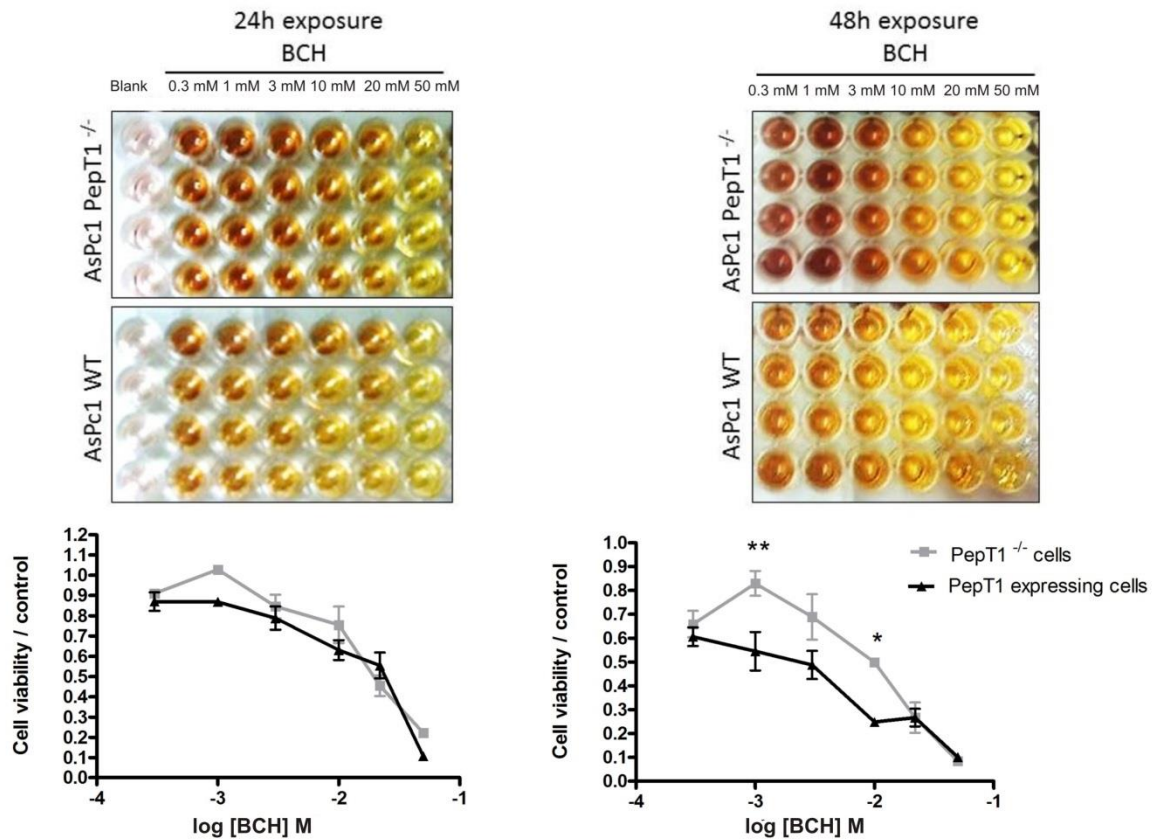 24h exposure
BCH
Blank 0.3 mM 1 mM 3 mM 10 mM 20 mM 50 mM
AsPc1 PepT1 -/-
AsPc1 WT
48h exposure
BCH
0.3 mM 1 mM 3 mM 10 mM 20 mM 50 mM
AsPc1 PepT1 -/-
AsPc1 WT
Cell viability / control
1.2
1.1
1.0
0.9
0.8
0.7
0.6
0.5
0.4
0.3
0.2
0.1
0.0
-4 -3 -2 -1
log [BCH] M
Cell viability / control
1.0
0.9
0.8
0.7
0.6
0.5
0.4
0.3
0.2
0.1
0.0
**
*
-4 -3 -2 -1
log [BCH] M
PepT1 -/- cells
PepT1 expressing cells